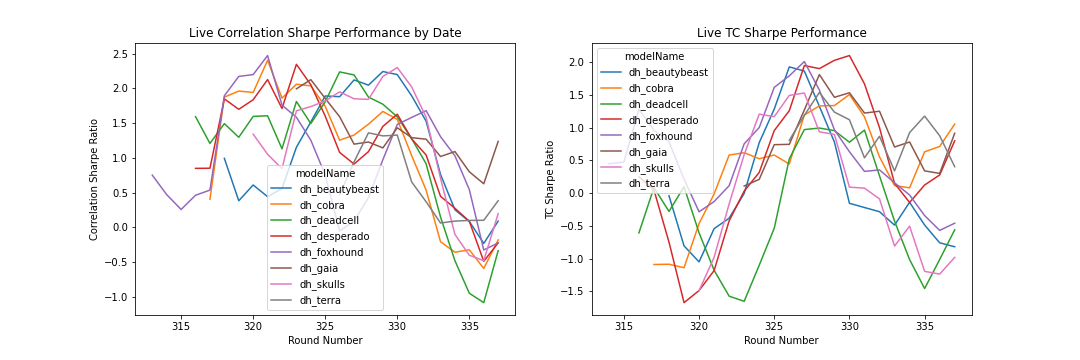 Live Correlation Sharpe Performance by Date
Correlation Sharpe Ratio
2.5
2.0
1.5
1.0
0.5
0.0
−0.5
−1.0
modelName
dh_beautybeast
dh_cobra
dh_deadcell
dh_desperado
dh_foxhound
dh_gaia
dh_skulls
dh_terra
315
320
325
330
335
Round Number
Live TC Sharpe Performance
TC Sharpe Ratio
2.0
1.5
1.0
0.5
0.0
−0.5
−1.0
−1.5
modelName
dh_beautybeast
dh_cobra
dh_deadcell
dh_desperado
dh_foxhound
dh_gaia
dh_skulls
dh_terra
315
320
325
330
335
Round Number